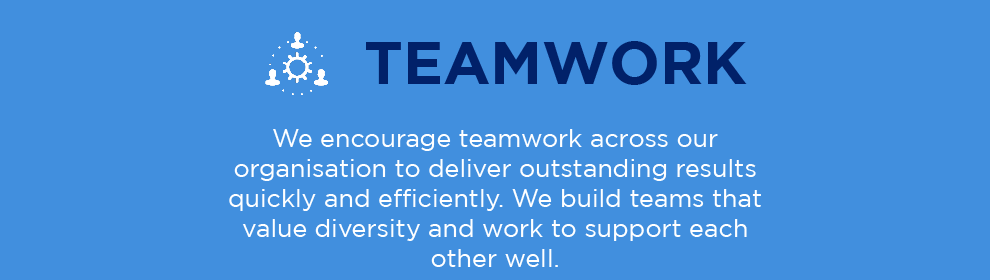 TEAMWORK
We encourage teamwork across our
organisation to deliver outstanding results
quickly and efficiently. We build teams that
value diversity and work to support each
other well.